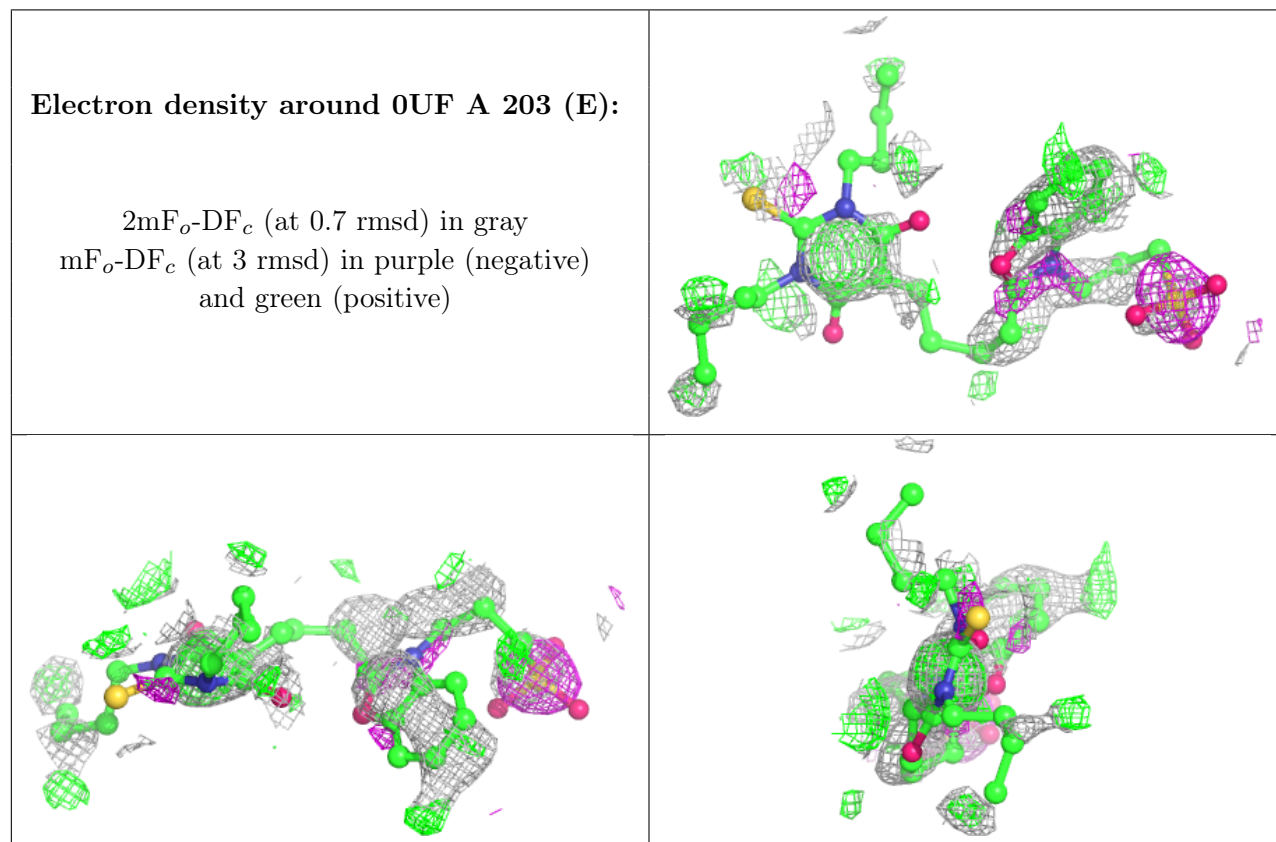 Electron density around 0UF A 203 (E):
2mFo-DFc (at 0.7 rmsd) in gray
mFo-DFc (at 3 rmsd) in purple (negative)
and green (positive)